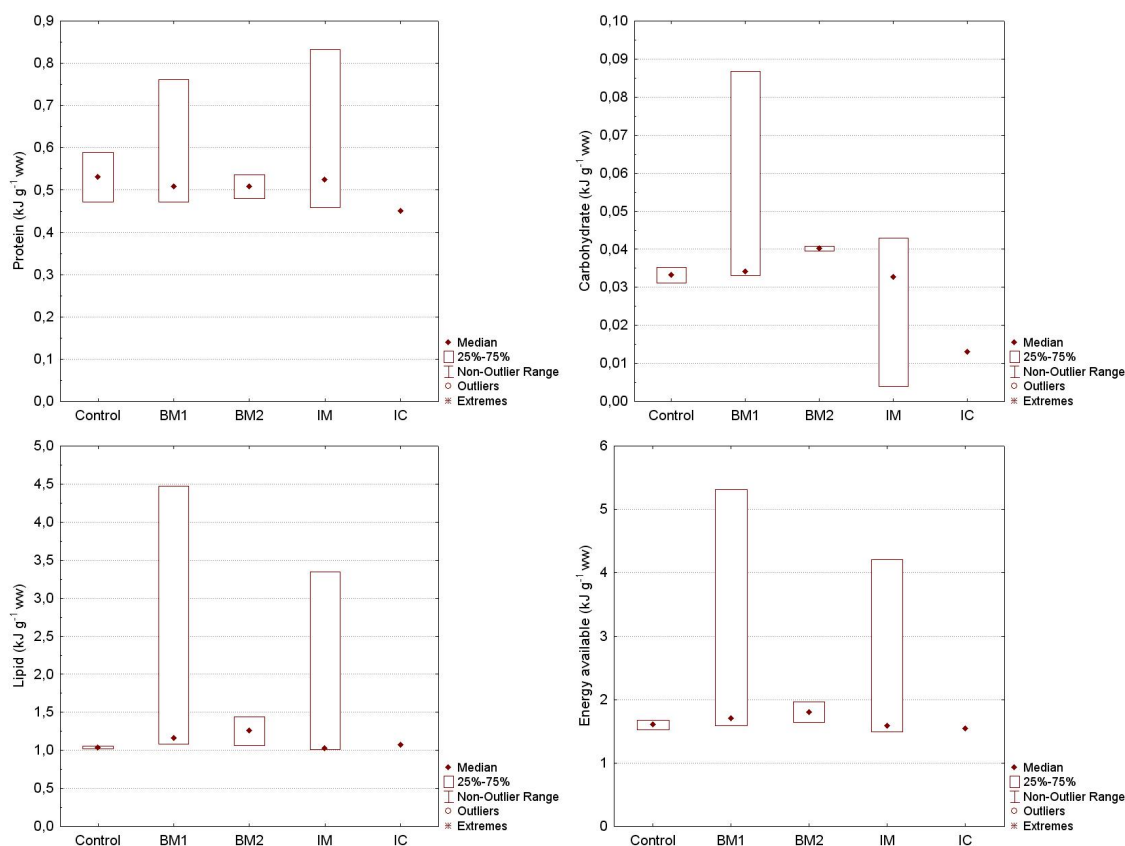 0,9
0,8
0,7
0,6
0,5
0,4
0,3
0,2
0,1
0,0
Protein (kJ g⁻¹ ww)
Control BM1 BM2 IM IC
Median
25%-75%
Non-Outlier Range
Outliers
Extremes
0,10
0,09
0,08
0,07
0,06
0,05
0,04
0,03
0,02
0,01
0,00
Carbohydrate (kJ g⁻¹ ww)
Control BM1 BM2 IM IC
Median
25%-75%
Non-Outlier Range
Outliers
Extremes
5,0
4,5
4,0
3,5
3,0
2,5
2,0
1,5
1,0
0,5
0,0
Lipid (kJ g⁻¹ ww)
Control BM1 BM2 IM IC
Median
25%-75%
Non-Outlier Range
Outliers
Extremes
6
5
4
3
2
1
0
Energy available (kJ g⁻¹ ww)
Control BM1 BM2 IM IC
Median
25%-75%
Non-Outlier Range
Outliers
Extremes